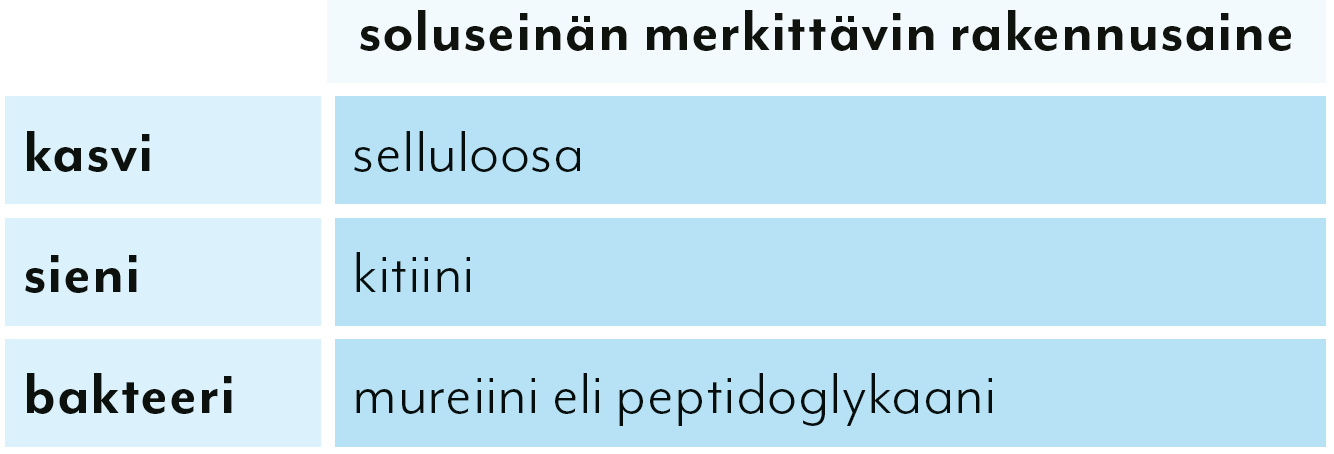 soluseinän merkittävin rakennusaine
kasvi selluloosa
sieni kitiini
bakteeri mureiini eli peptidoglykaani